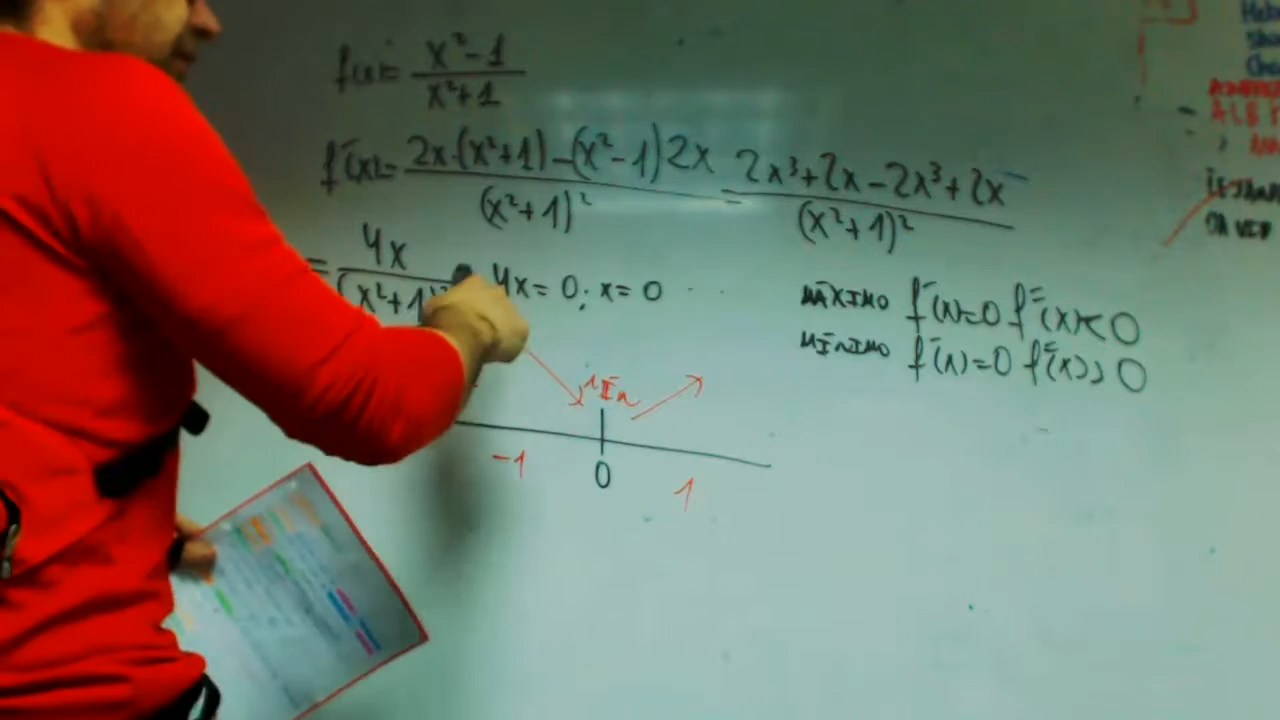 f(x)= x²-1 / x²+1
f'(x)= 2x·(x²+1)-(x²-1)2x / (x²+1)² = 2x³+2x-2x³+2x / (x²+1)²
= 4x / (x²+1)² 4x=0; x=0
MÁXIMO f'(x)=0 f''(x)<0
MÍNIMO f'(x)=0 f''(x)>0
MÍn
-1 0 1